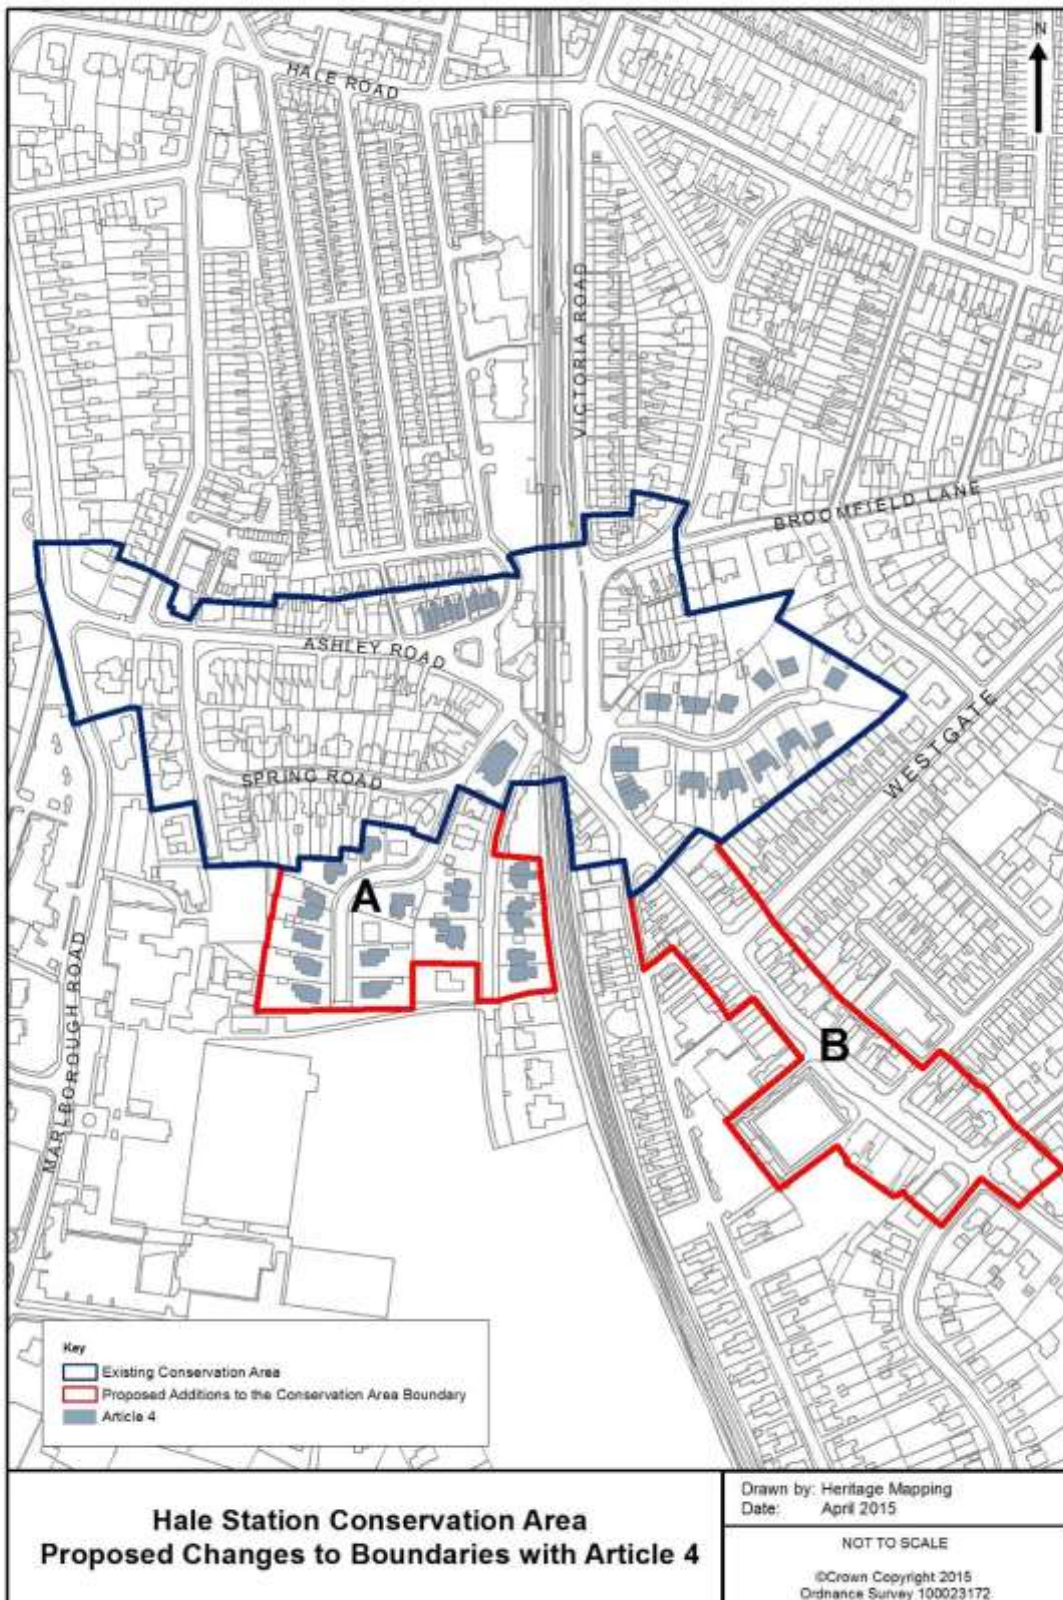 N
HALE ROAD
VICTORIA ROAD
BROOMFIELD LANE
ASHLEY ROAD
WESTGATE
SPRING ROAD
A
MARLBOROUGH ROAD
B
Key
Existing Conservation Area
Proposed Additions to the Conservation Area Boundary
Article 4
Hale Station Conservation Area
Proposed Changes to Boundaries with Article 4
Drawn by: Heritage Mapping
Date: April 2015
NOT TO SCALE
©Crown Copyright 2015
Ordnance Survey 100023172